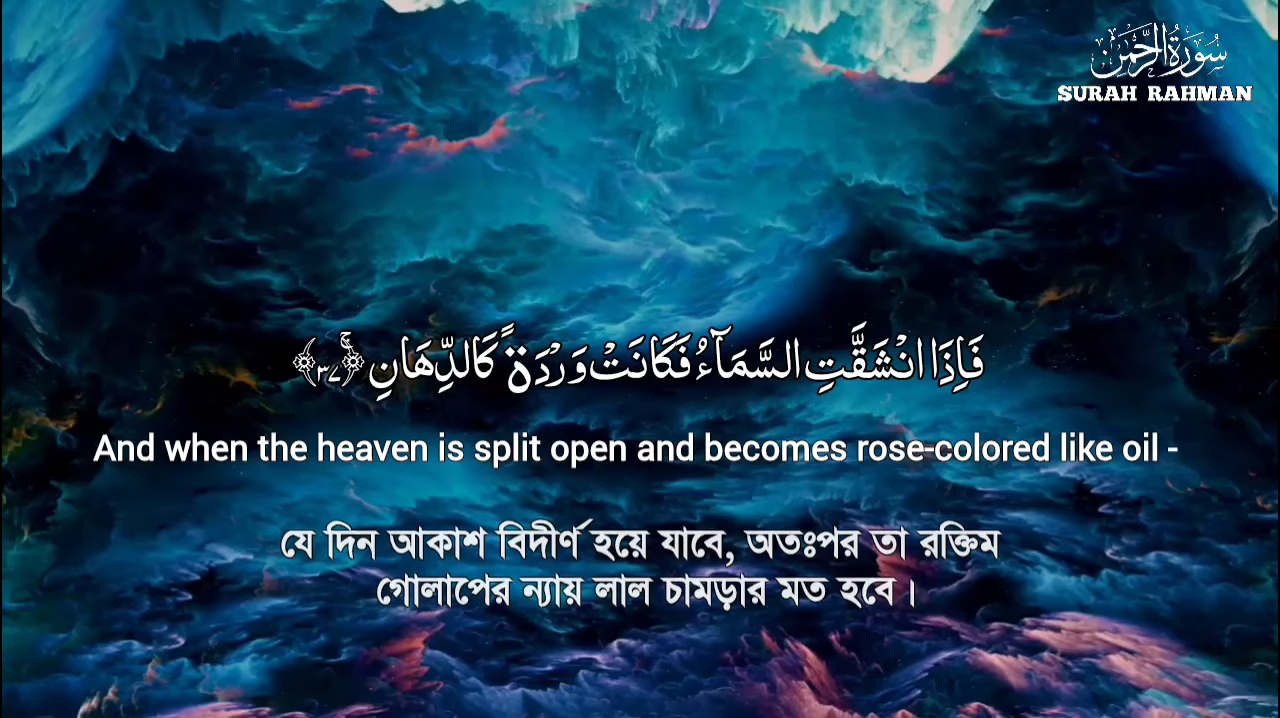 سُورَةُ الرَّحْمٰن
SURAH RAHMAN
فَاِذَا انْشَقَّتِ السَّمَآءُ فَكَانَتْ وَرْدَةً كَالدِّهَانِ ۚ﴿۳۷﴾
And when the heaven is split open and becomes rose-colored like oil -
যে দিন আকাশ বিদীর্ণ হয়ে যাবে, অতঃপর তা রক্তিম
গোলাপের ন্যায় লাল চামড়ার মত হবে।